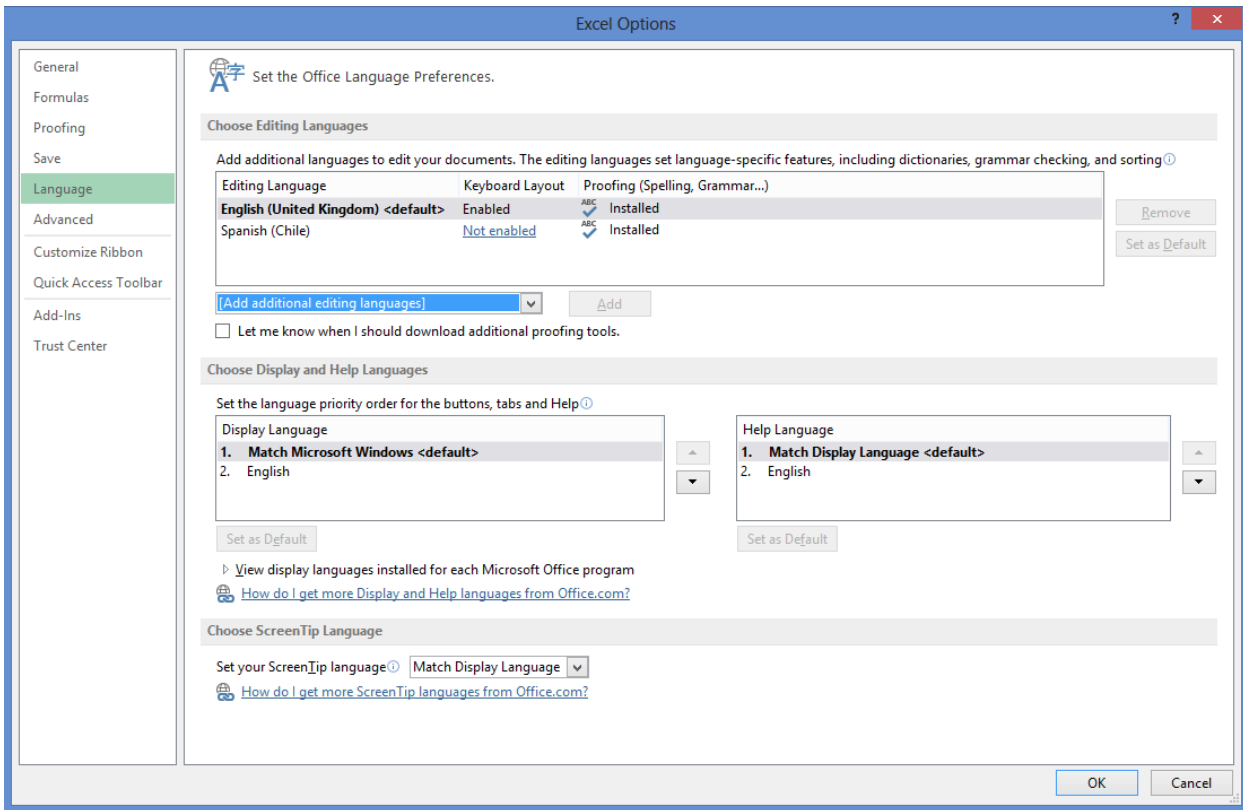 Excel Options
?
×
General
Formulas
Proofing
Save
Language
Advanced
Customize Ribbon
Quick Access Toolbar
Add-Ins
Trust Center
A字 Set the Office Language Preferences.
Choose Editing Languages
Add additional languages to edit your documents. The editing languages set language-specific features, including dictionaries, grammar checking, and sorting
Editing Language Keyboard Layout Proofing (Spelling, Grammar...)
English (United Kingdom) <default> Enabled ABC Installed
Spanish (Chile) Not enabled ABC Installed
Remove
Set as Default
[Add additional editing languages] Add
Let me know when I should download additional proofing tools.
Choose Display and Help Languages
Set the language priority order for the buttons, tabs and Help
Display Language
1. Match Microsoft Windows <default>
2. English
Set as Default
Help Language
1. Match Display Language <default>
2. English
Set as Default
View display languages installed for each Microsoft Office program
How do I get more Display and Help languages from Office.com?
Choose ScreenTip Language
Set your ScreenTip language Match Display Language
How do I get more ScreenTip languages from Office.com?
OK Cancel